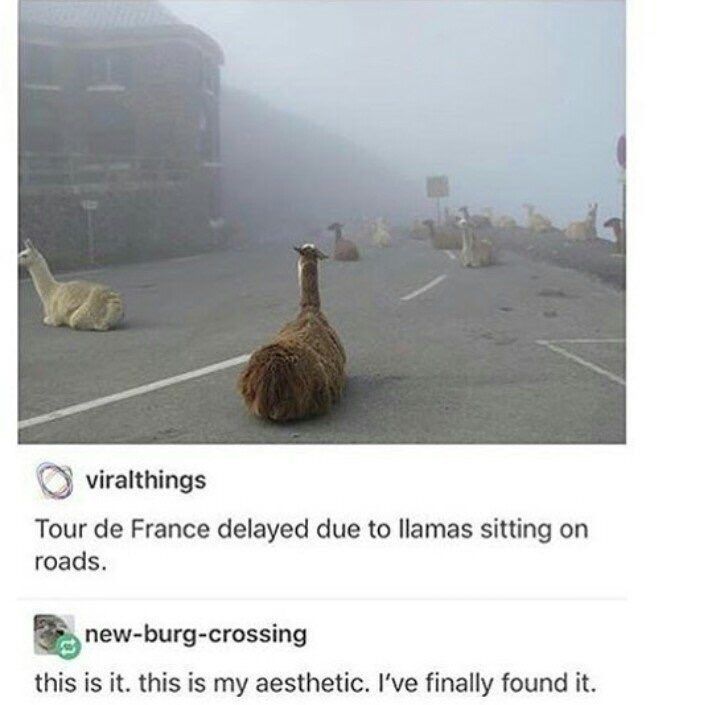 viralthings
Tour de France delayed due to llamas sitting on
roads.
new-burg-crossing
this is it. this is my aesthetic. I've finally found it.